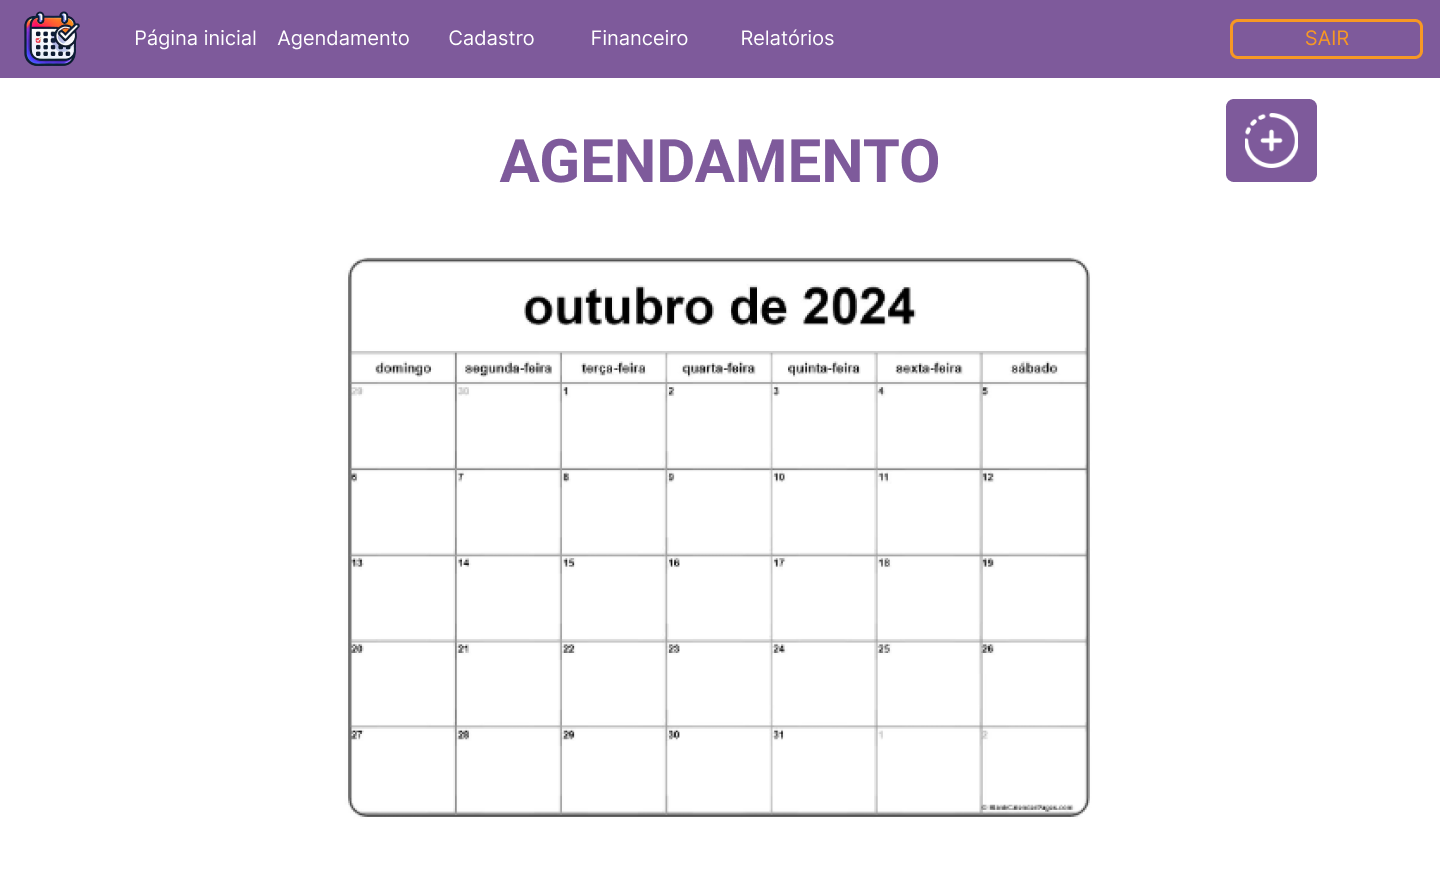 Página inicial Agendamento Cadastro Financeiro Relatórios SAIR
AGENDAMENTO
outubro de 2024
domingo segunda-feira terça-feira quarta-feira quinta-feira sexta-feira sábado
29 30 1 2 3 4 5
6 7 8 9 10 11 12
13 14 15 16 17 18 19
20 21 22 23 24 25 26
27 28 29 30 31 1 2
© BlankCalendarPages.com